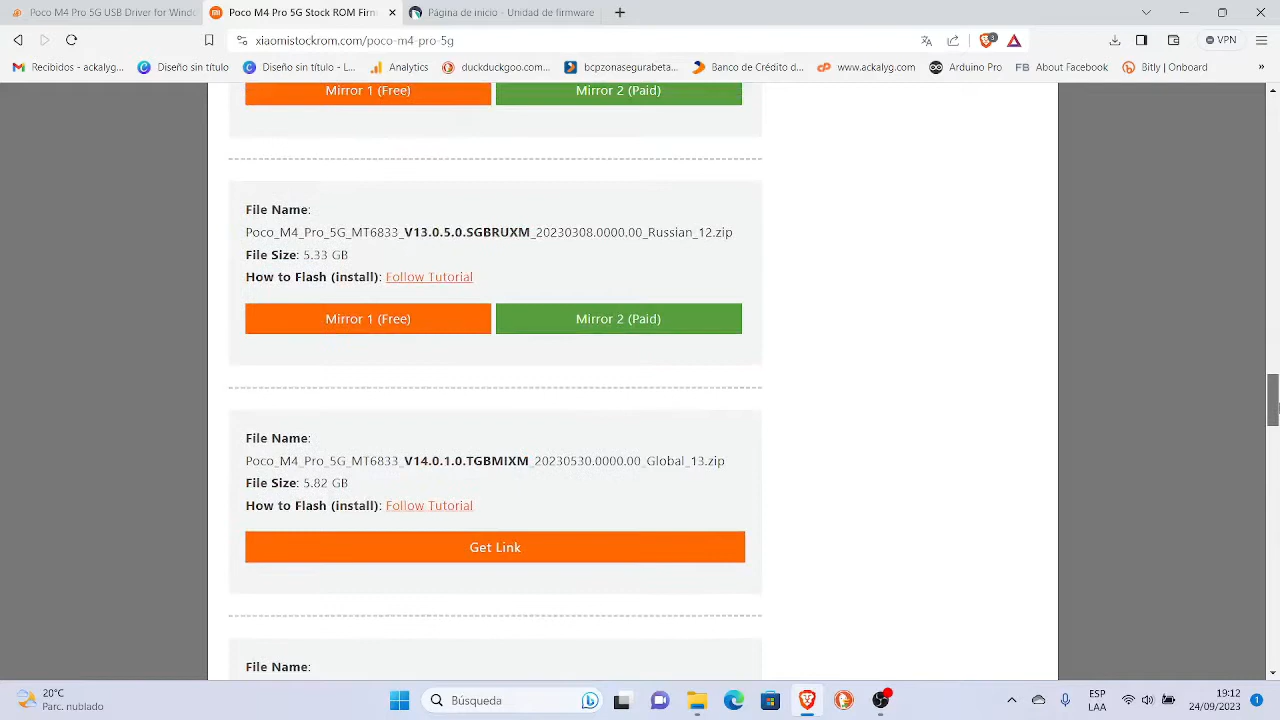 Poco M4 Pro 5G USB Driver for Windo
Poco M4 Pro 5G Stock ROM Firm
Página de inicio - Unidad de firmware
xiaomistockrom.com/poco-m4-pro-5g
VPN
Recibidos - ackalyg...
Diseño sin título
Diseño sin título - L...
Analytics
duckduckgoo.com...
bcpzonasegurabeta...
Banco de Crédito d...
www.ackalyg.com
Arduino Pr...
FB About Facebook
Bitly | Onboard
Mirror 1 (Free)
Mirror 2 (Paid)
File Name:
Poco_M4_Pro_5G_MT6833_V13.0.5.0.SGBRUXM_20230308.0000.00_Russian_12.zip
File Size: 5.33 GB
How to Flash (install): Follow Tutorial
Mirror 1 (Free)
Mirror 2 (Paid)
File Name:
Poco_M4_Pro_5G_MT6833_V14.0.1.0.TGBMIXM_20230530.0000.00_Global_13.zip
File Size: 5.82 GB
How to Flash (install): Follow Tutorial
Get Link
File Name:
20°C
Parc. nublado
Búsqueda
ESP
LAA
19:12
24/09/2023
1